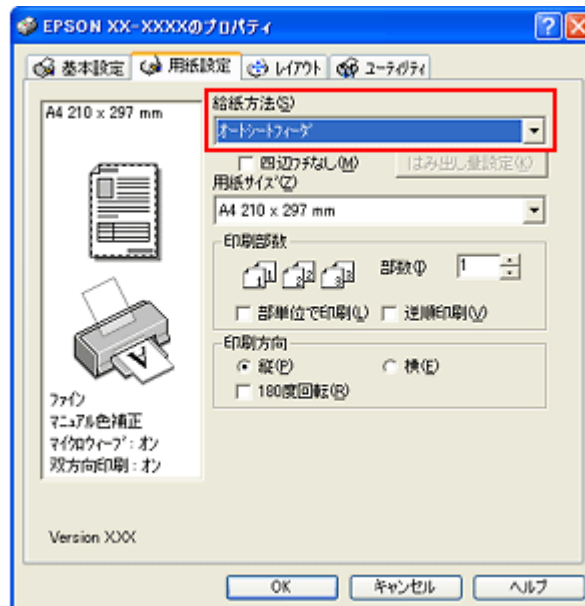 EPSON XX-XXXXのプロパティ
基本設定 用紙設定 レイアウト ユーティリティ
A4 210 x 297 mm
給紙方法(S)
オートシートフィーダ
四辺フチなし(M) はみ出し量設定(K)
用紙サイズ(Z)
A4 210 x 297 mm
印刷部数
部数(I) 1
部単位で印刷(L) 逆順印刷(V)
印刷方向
縦(P) 横(E)
180度回転(R)
ファイン
マニュアル色補正
マイクロウィーブ:オン
双方向印刷:オン
Version XXX
OK キャンセル ヘルプ